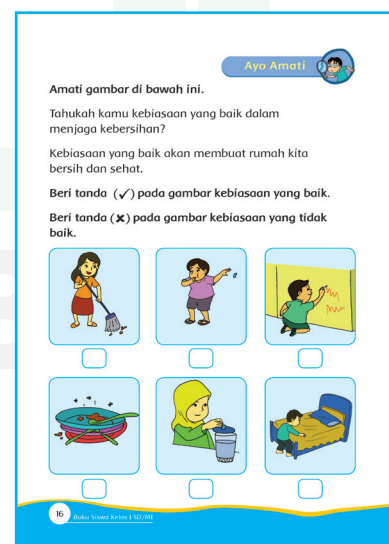 Ayo Amati
Amati gambar di bawah ini.
Tahukah kamu kebiasaan yang baik dalam
menjaga kebersihan?
Kebiasaan yang baik akan membuat rumah kita
bersih dan sehat.
Beri tanda (✓) pada gambar kebiasaan yang baik.
Beri tanda (✗) pada gambar kebiasaan yang tidak
baik.
16 Buku Siswa Kelas I SD/MI